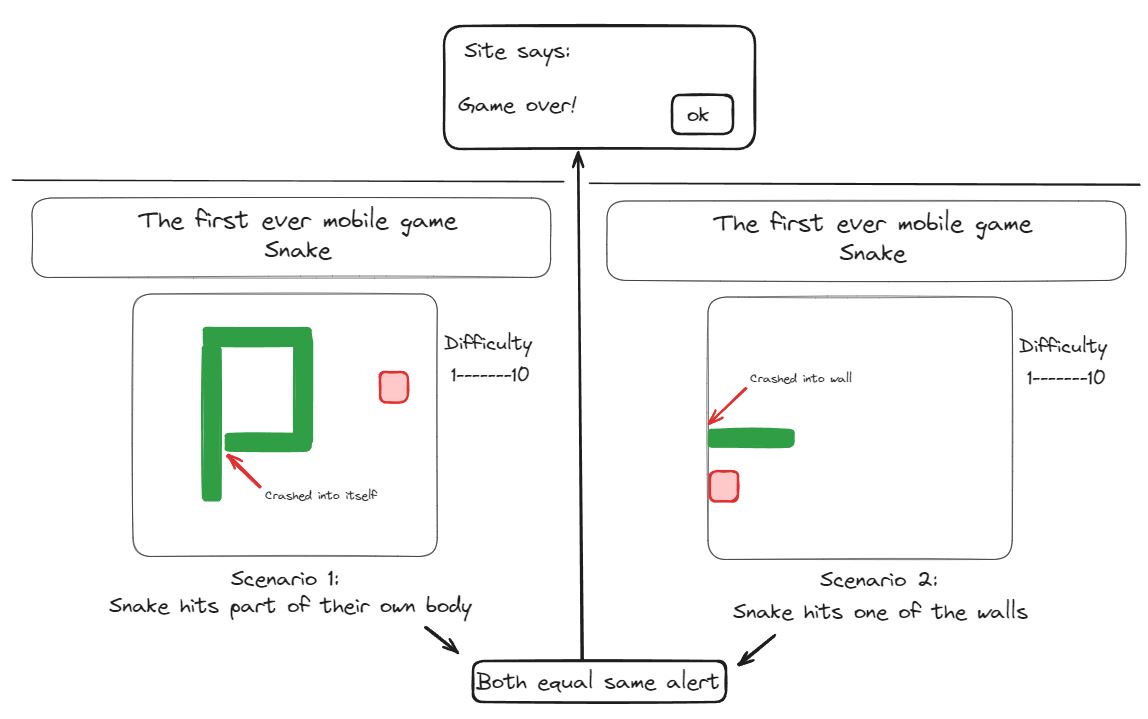 Site says:
Game over!
ok
The first ever mobile game
Snake
Difficulty
1-------10
Crashed into itself
Scenario 1:
Snake hits part of their own body
The first ever mobile game
Snake
Difficulty
1-------10
Crashed into wall
Scenario 2:
Snake hits one of the walls
Both equal same alert